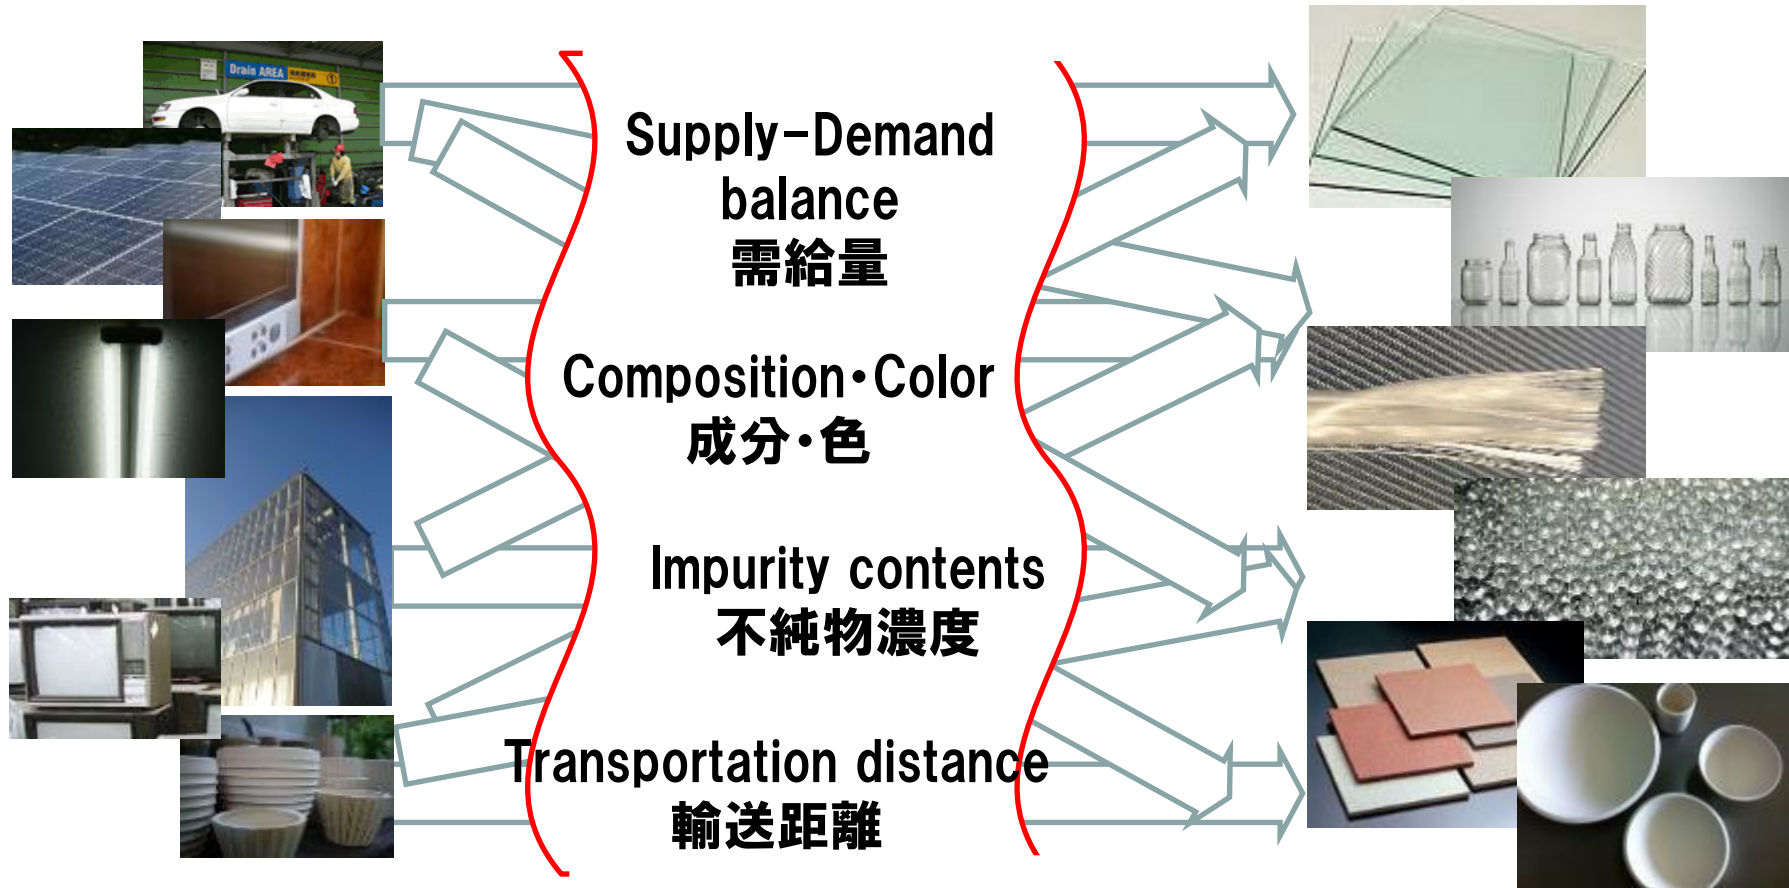 Drain AREA
①
Supply-Demand
balance
需給量
Composition・Color
成分・色
Impurity contents
不純物濃度
Transportation distance
輸送距離